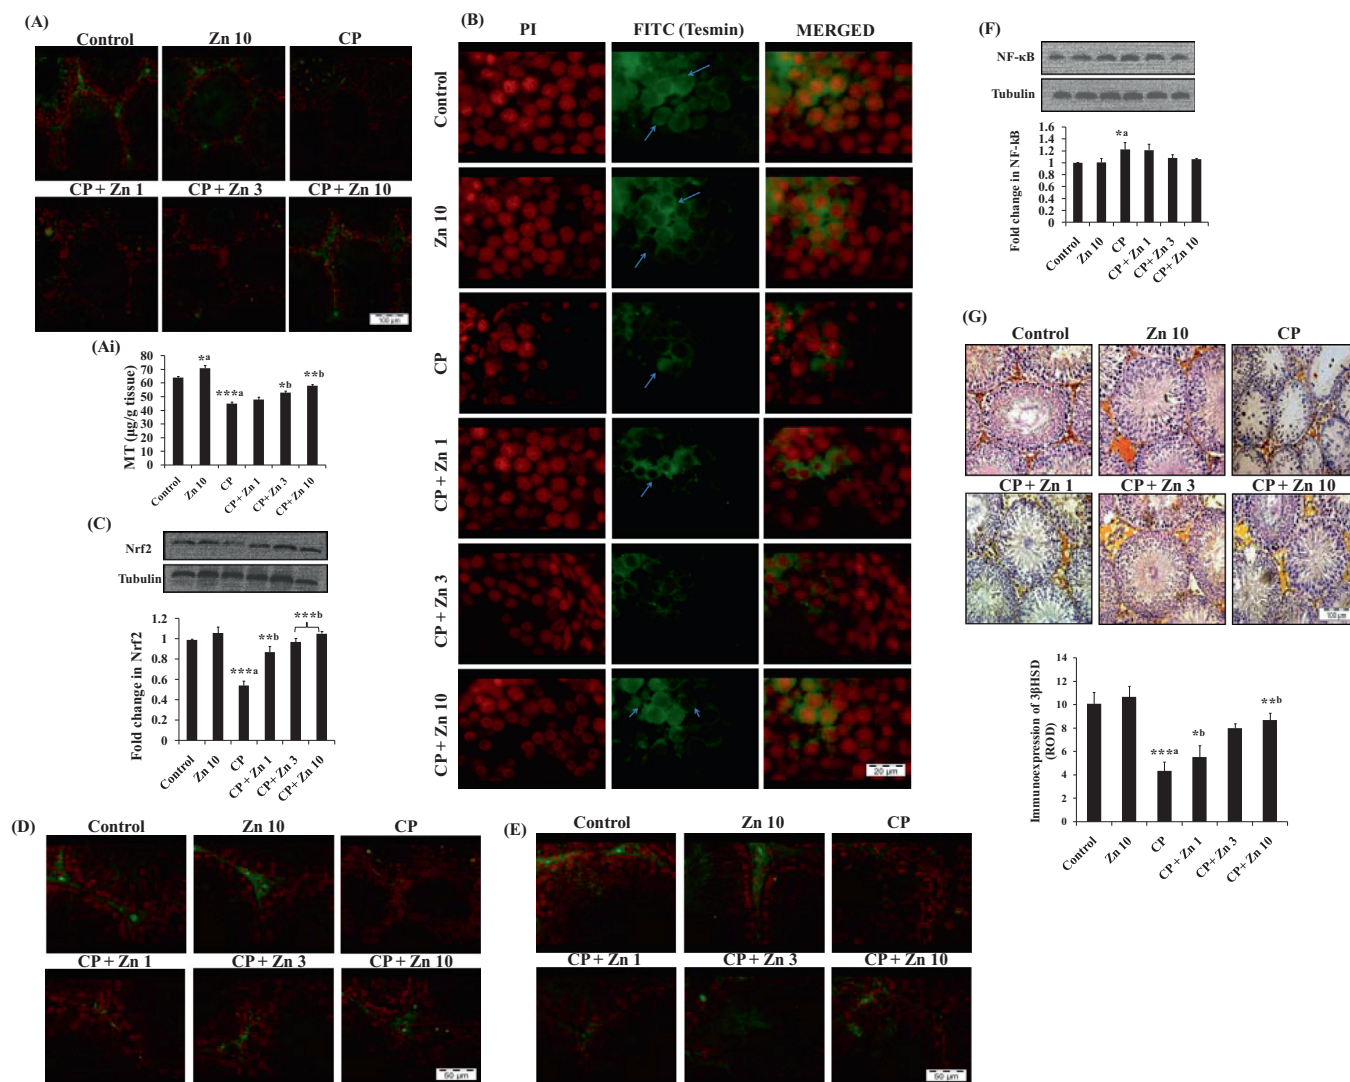 (A)
Control Zn 10 CP
CP + Zn 1 CP + Zn 3 CP + Zn 10
100 µm
(Ai)
MT (µg/g tissue)
80
70
60
50
40
30
20
10
0
*a
***a
*b
**b
Control Zn 10 CP CP + Zn 1 CP+ Zn 3 CP+ Zn 10
(C)
Nrf2
Tubulin
Fold change in Nrf2
1.2
1
0.8
0.6
0.4
0.2
0
***a
**b
***b
Control Zn 10 CP CP + Zn 1 CP+ Zn 3 CP+ Zn 10
(B)
PI FITC (Tesmin) MERGED
Control
Zn 10
CP
CP + Zn 1
CP + Zn 3
CP + Zn 10
20 µm
(D)
Control Zn 10 CP
CP + Zn 1 CP + Zn 3 CP + Zn 10
50 µm
(E)
Control Zn 10 CP
CP + Zn 1 CP + Zn 3 CP + Zn 10
50 µm
(F)
NF-κB
Tubulin
Fold change in NF-kB
1.6
1.4
1.2
1
0.8
0.6
0.4
0.2
0
*a
Control Zn 10 CP CP + Zn 1 CP+ Zn 3 CP+ Zn 10
(G)
Control Zn 10 CP
CP + Zn 1 CP + Zn 3 CP + Zn 10
100 µm
Immunoexpression of 3βHSD
(ROD)
14
12
10
8
6
4
2
0
***a
*b
**b
Control Zn 10 CP CP + Zn 1 CP+ Zn 3 CP+ Zn 10